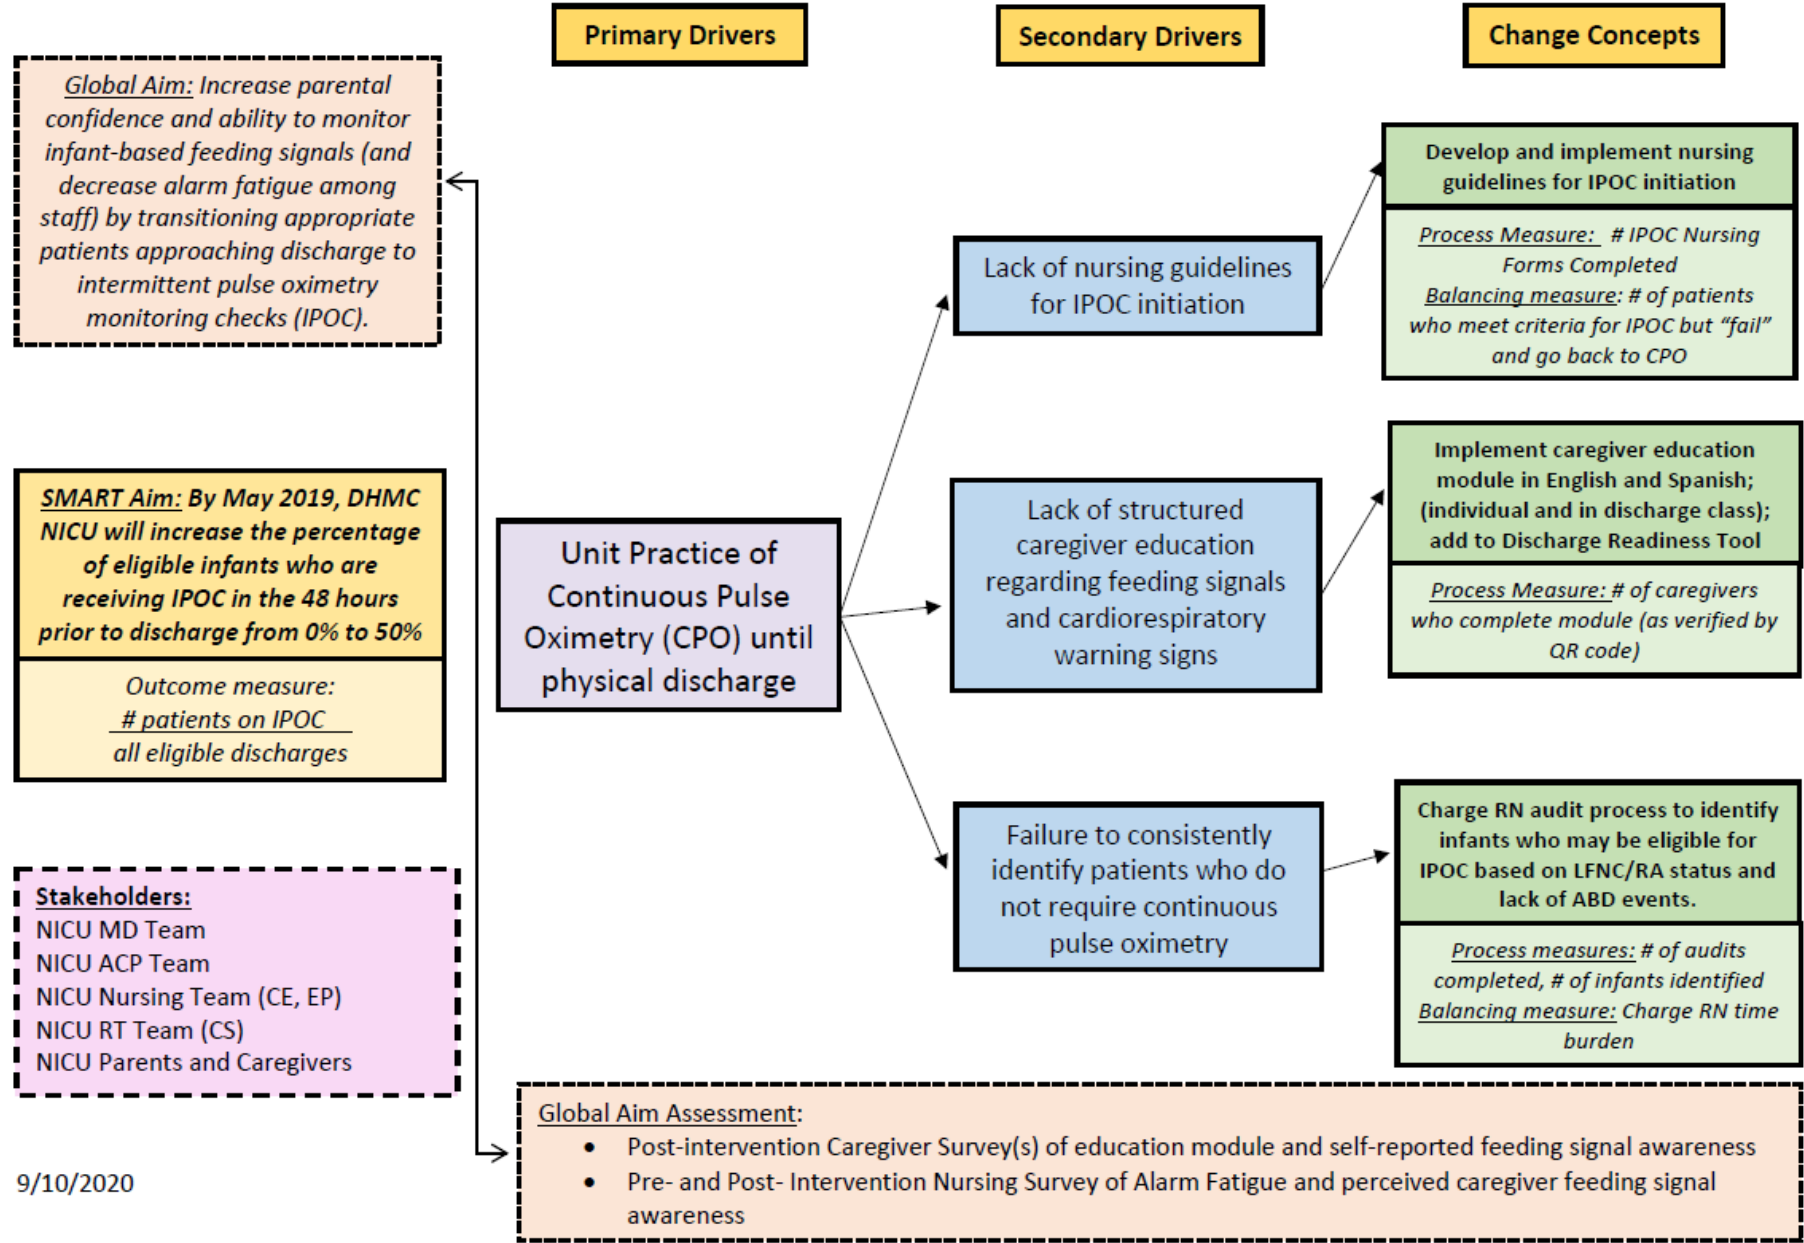 Primary Drivers
Secondary Drivers
Change Concepts
Global Aim: Increase parental
confidence and ability to monitor
infant-based feeding signals (and
decrease alarm fatigue among
staff) by transitioning appropriate
patients approaching discharge to
intermittent pulse oximetry
monitoring checks (IPOC).
SMART Aim: By May 2019, DHMC
NICU will increase the percentage
of eligible infants who are
receiving IPOC in the 48 hours
prior to discharge from 0% to 50%
Outcome measure:
# patients on IPOC
all eligible discharges
Stakeholders:
NICU MD Team
NICU ACP Team
NICU Nursing Team (CE, EP)
NICU RT Team (CS)
NICU Parents and Caregivers
9/10/2020
Unit Practice of
Continuous Pulse
Oximetry (CPO) until
physical discharge
Lack of nursing guidelines
for IPOC initiation
Lack of structured
caregiver education
regarding feeding signals
and cardiorespiratory
warning signs
Failure to consistently
identify patients who do
not require continuous
pulse oximetry
Develop and implement nursing
guidelines for IPOC initiation
Process Measure: # IPOC Nursing
Forms Completed
Balancing measure: # of patients
who meet criteria for IPOC but “fail”
and go back to CPO
Implement caregiver education
module in English and Spanish;
(individual and in discharge class);
add to Discharge Readiness Tool
Process Measure: # of caregivers
who complete module (as verified by
QR code)
Charge RN audit process to identify
infants who may be eligible for
IPOC based on LFNC/RA status and
lack of ABD events.
Process measures: # of audits
completed, # of infants identified
Balancing measure: Charge RN time
burden
Global Aim Assessment:
• Post-intervention Caregiver Survey(s) of education module and self-reported feeding signal awareness
• Pre- and Post- Intervention Nursing Survey of Alarm Fatigue and perceived caregiver feeding signal
awareness